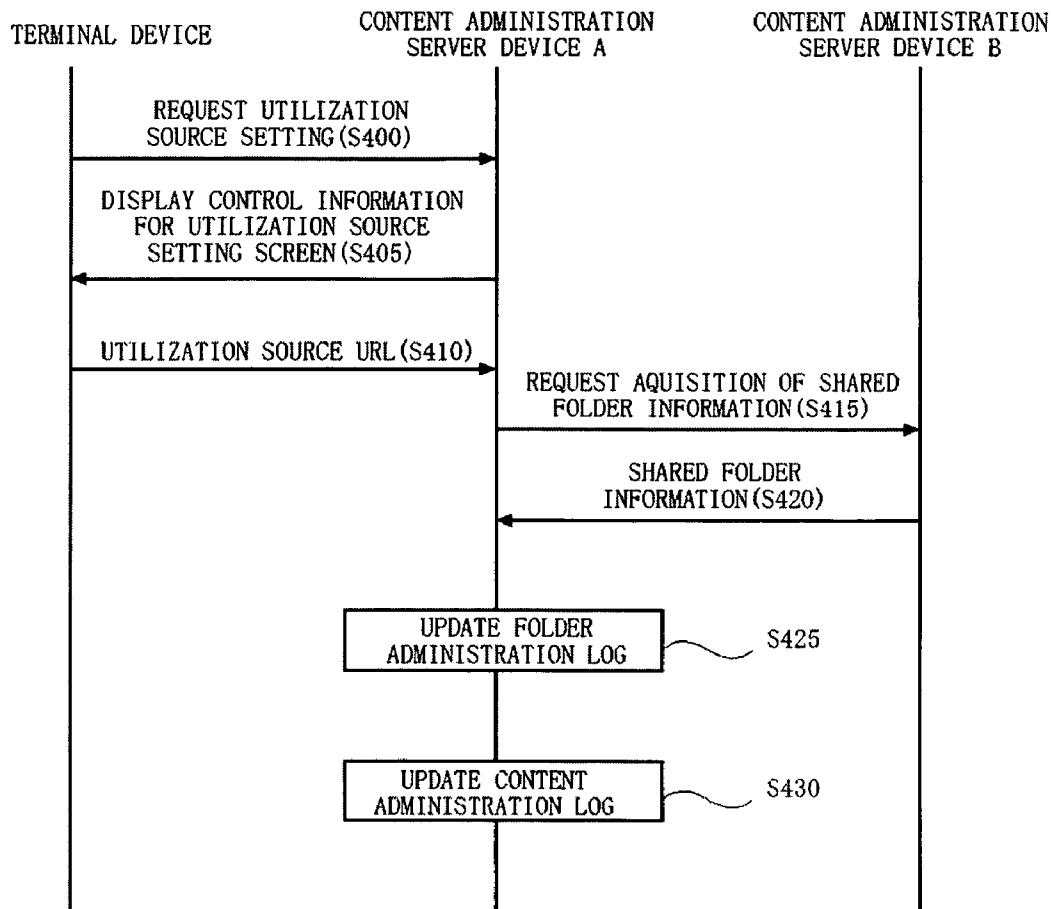 TERMINAL DEVICE
CONTENT ADMINISTRATION
SERVER DEVICE A
CONTENT ADMINISTRATION
SERVER DEVICE B
REQUEST UTILIZATION
SOURCE SETTING(S400)
DISPLAY CONTROL INFORMATION
FOR UTILIZATION SOURCE
SETTING SCREEN(S405)
UTILIZATION SOURCE URL(S410)
REQUEST AQUISITION OF SHARED
FOLDER INFORMATION(S415)
SHARED FOLDER
INFORMATION(S420)
UPDATE FOLDER
ADMINISTRATION LOG
S425
UPDATE CONTENT
ADMINISTRATION LOG
S430